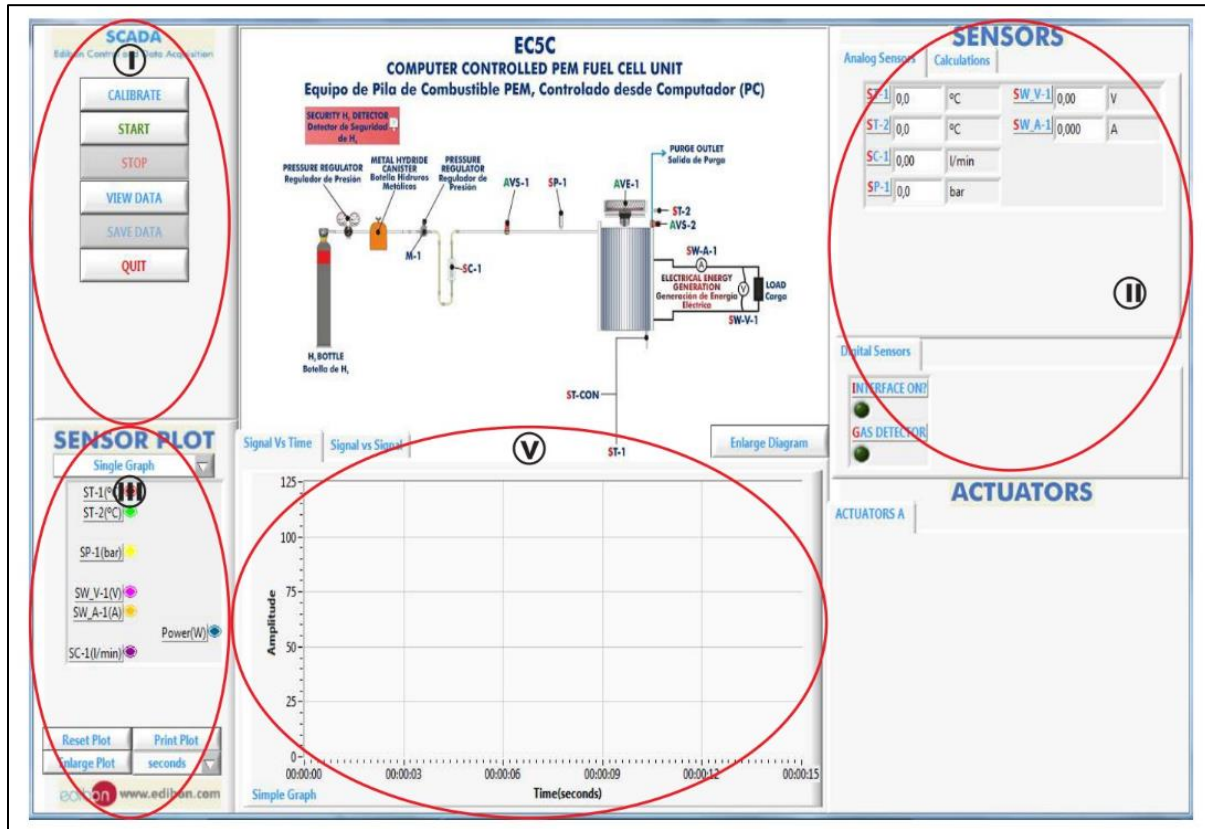 SCADA
Edibon Control and Data Acquisition
I
CALIBRATE
START
STOP
VIEW DATA
SAVE DATA
QUIT
EC5C
COMPUTER CONTROLLED PEM FUEL CELL UNIT
Equipo de Pila de Combustible PEM, Controlado desde Computador (PC)
SECURITY H₂ DETECTOR
Detector de Seguridad
de H₂
PRESSURE REGULATOR
Regulador de Presión
METAL HYDRIDE
CANISTER
Botella Hidruros
Metálicos
PRESSURE
REGULATOR
Regulador de
Presión
AVS-1
SP-1
AVE-1
PURGE OUTLET
Salida de Purga
ST-2
AVS-2
M-1
SC-1
SW-A-1
A
ELECTRICAL ENERGY
GENERATION
Generación de Energía
Eléctrica
V
LOAD
Carga
SW-V-1
H₂ BOTTLE
Botella de H₂
ST-CON
ST-1
SENSORS
Analog Sensors
Calculations
ST-1 0,0 ºC SW_V-1 0,00 V
ST-2 0,0 ºC SW_A-1 0,000 A
SC-1 0,00 l/min
SP-1 0,0 bar
II
Digital Sensors
INTERFACE ON?
GAS DETECTOR
SENSOR PLOT
Single Graph
III
ST-1(º
ST-2(ºC)
SP-1(bar)
SW_V-1(V)
SW_A-1(A)
Power(W)
SC-1(l/min)
Reset Plot Print Plot
Enlarge Plot seconds
edibon www.edibon.com
Signal Vs Time
Signal vs Signal
V
Enlarge Diagram
125
100
75
50
25
0
Amplitude
00:00:00 00:00:03 00:00:06 00:00:09 00:00:12 00:00:15
Time(seconds)
Simple Graph
ACTUATORS
ACTUATORS A